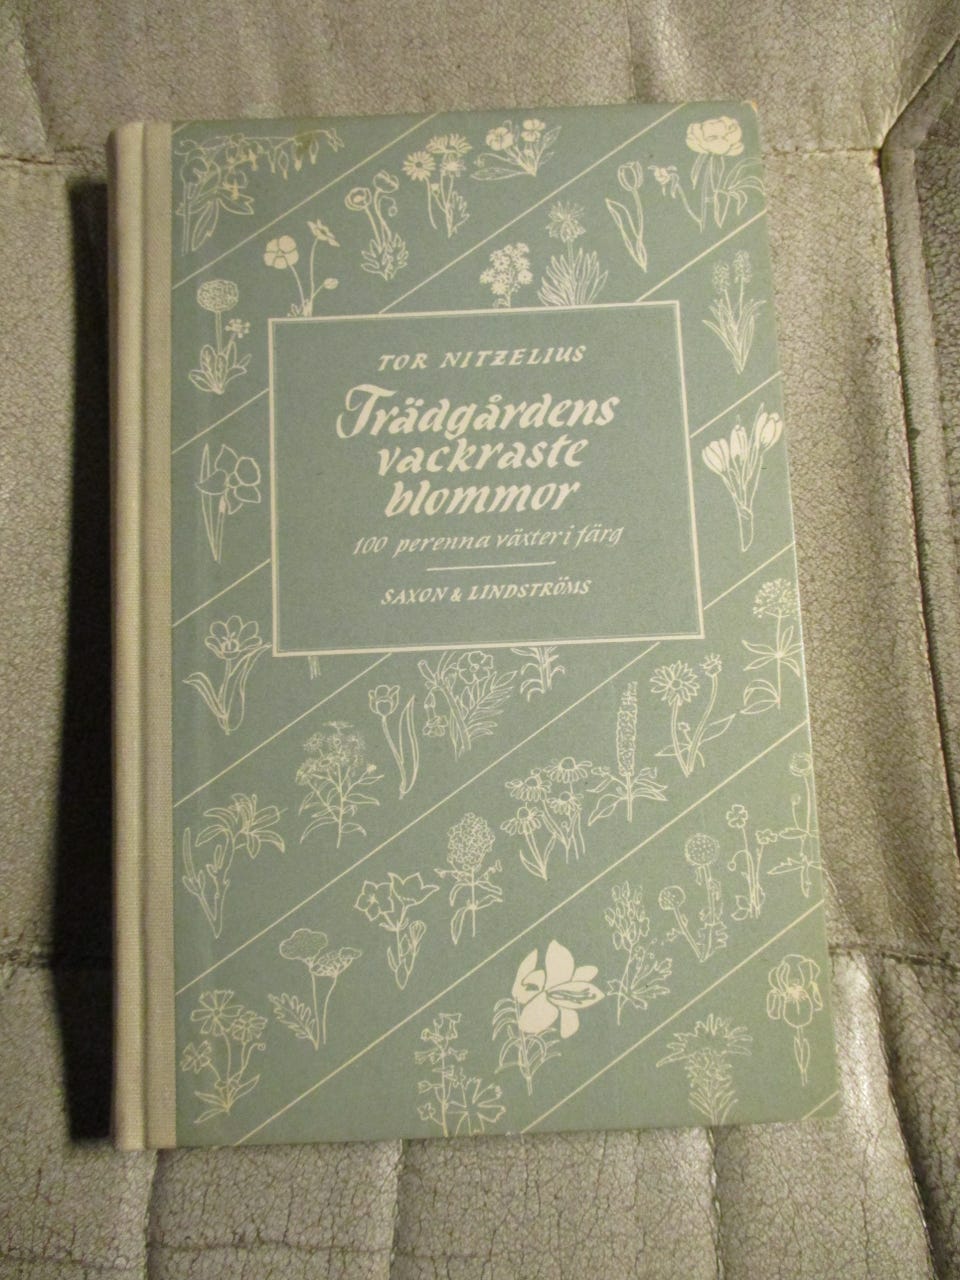 TOR NITZELIUS
Trädgårdens
vackraste
blommor
100 perenna växter i färg
SAXON & LINDSTRÖMS